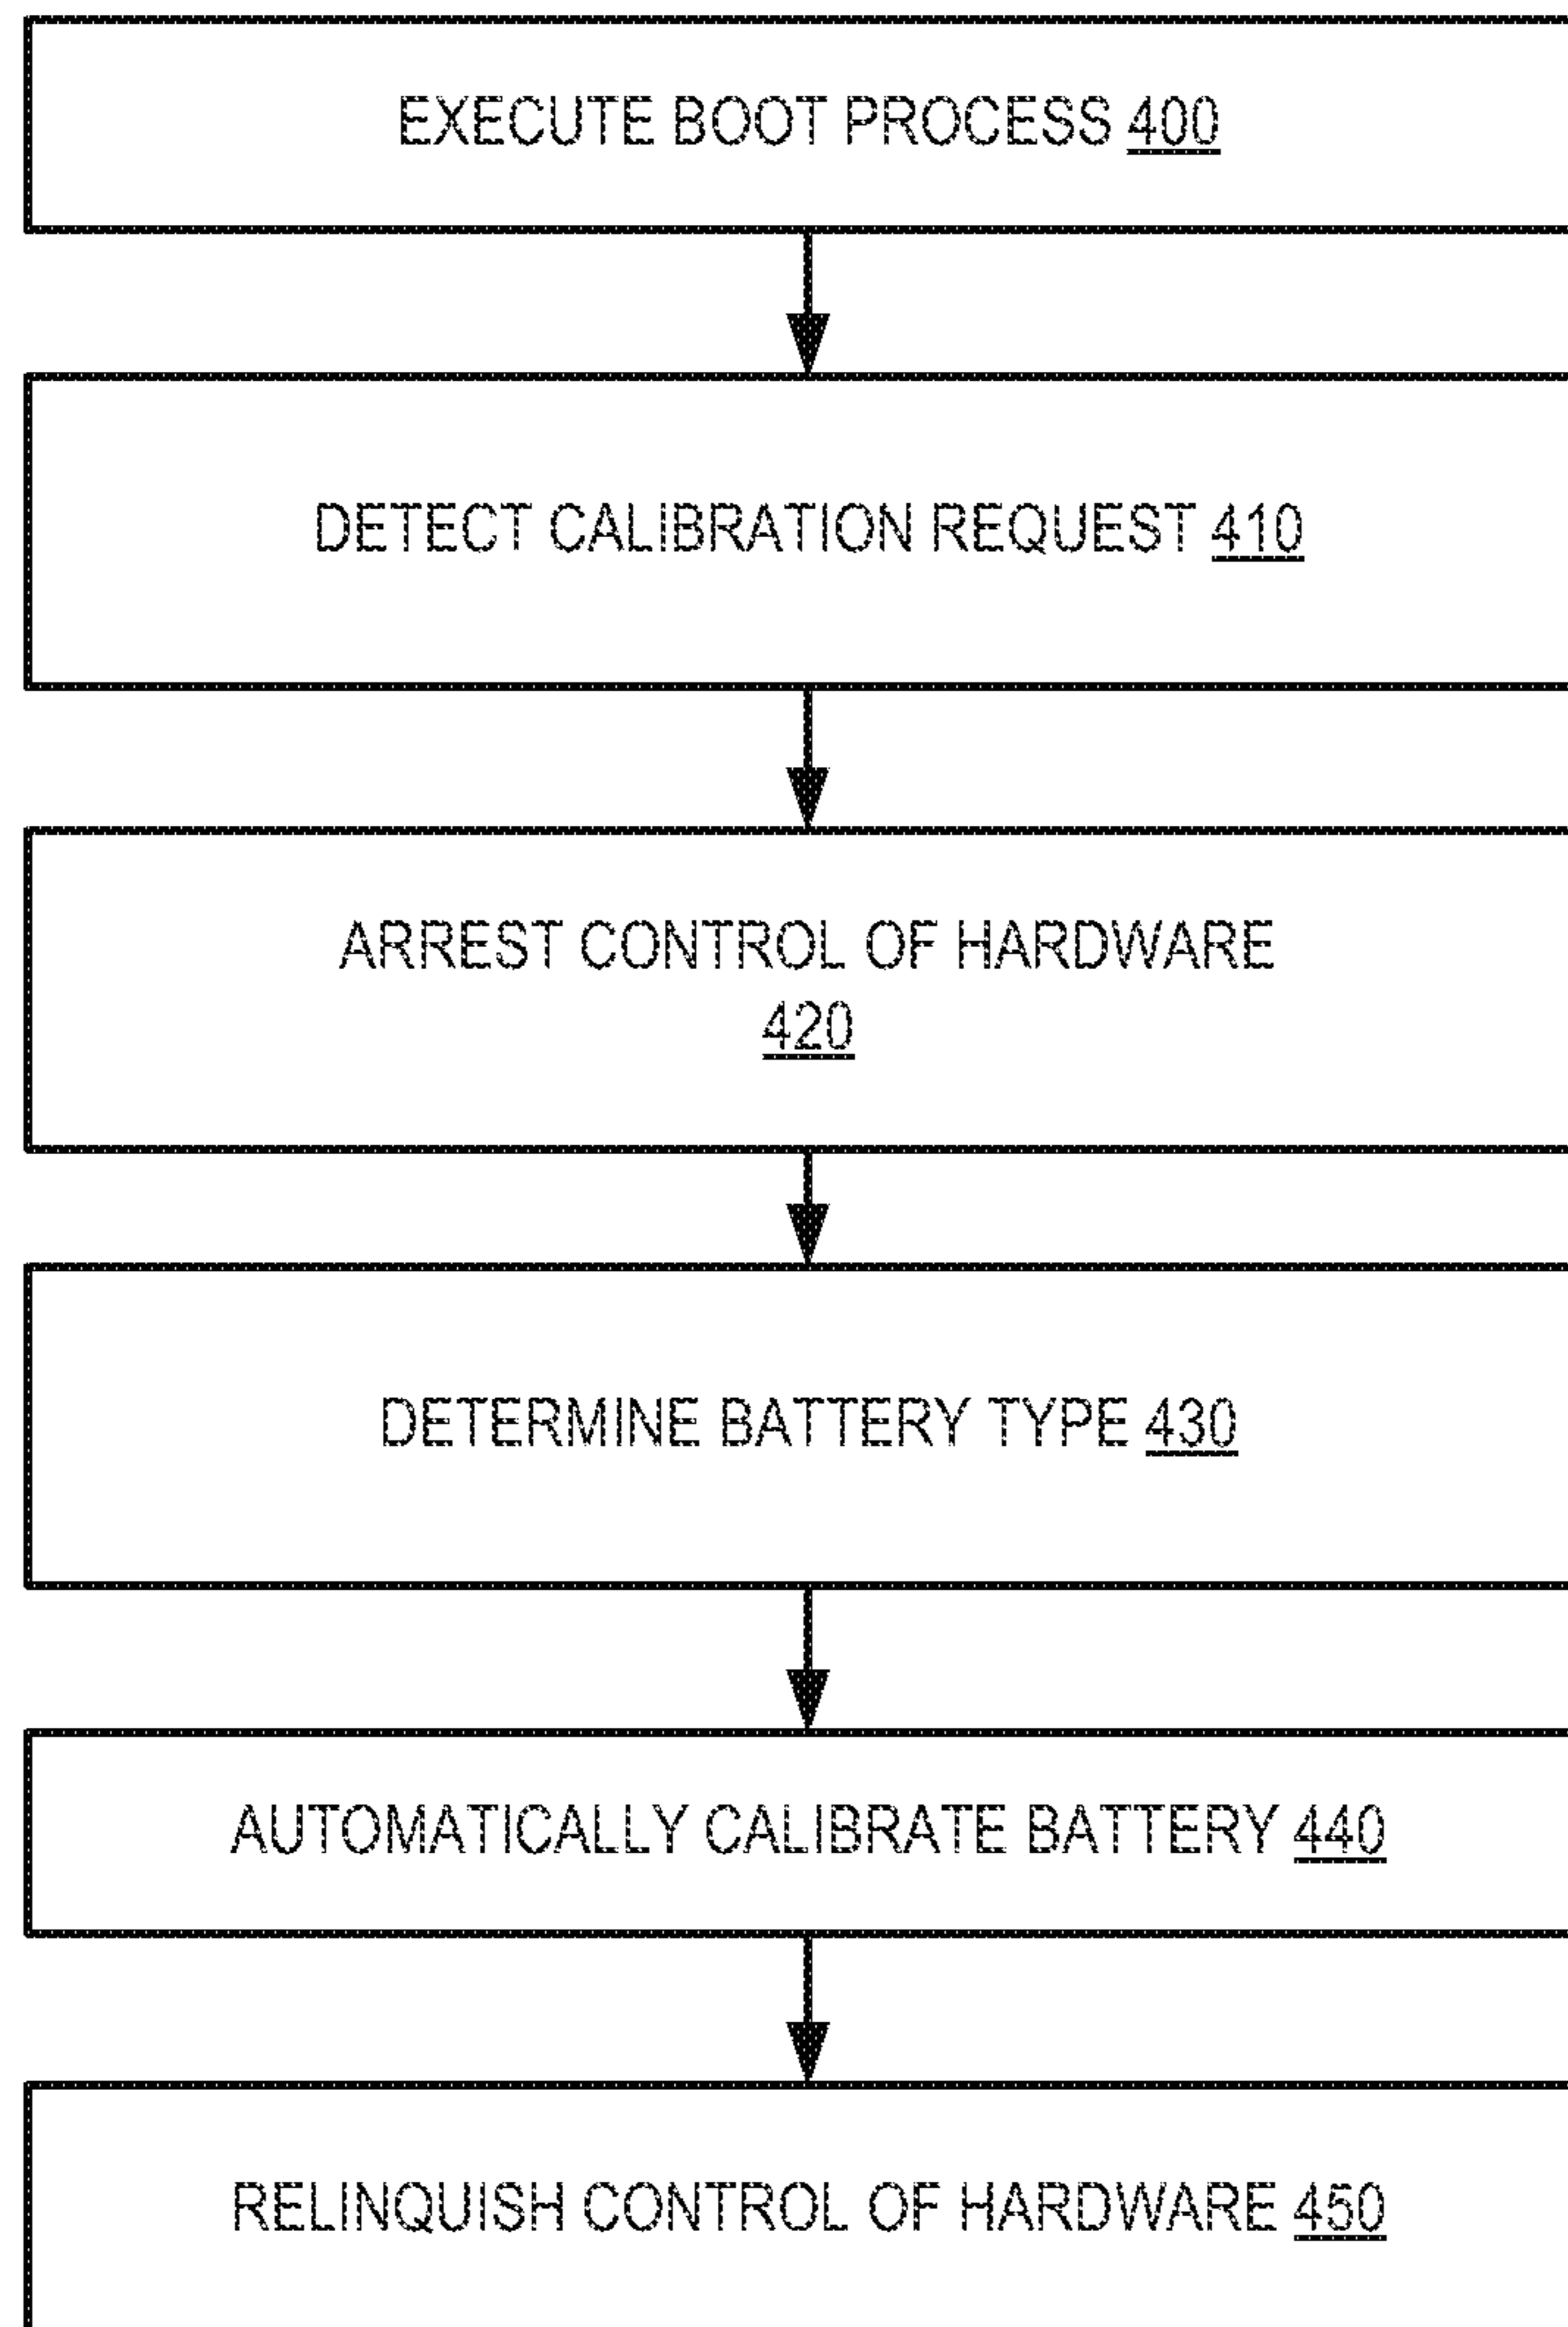 EXECUTE BOOT PROCESS 400
DETECT CALIBRATION REQUEST 410
ARREST CONTROL OF HARDWARE
420
DETERMINE BATTERY TYPE 430
AUTOMATICALLY CALIBRATE BATTERY 440
RELINQUISH CONTROL OF HARDWARE 450